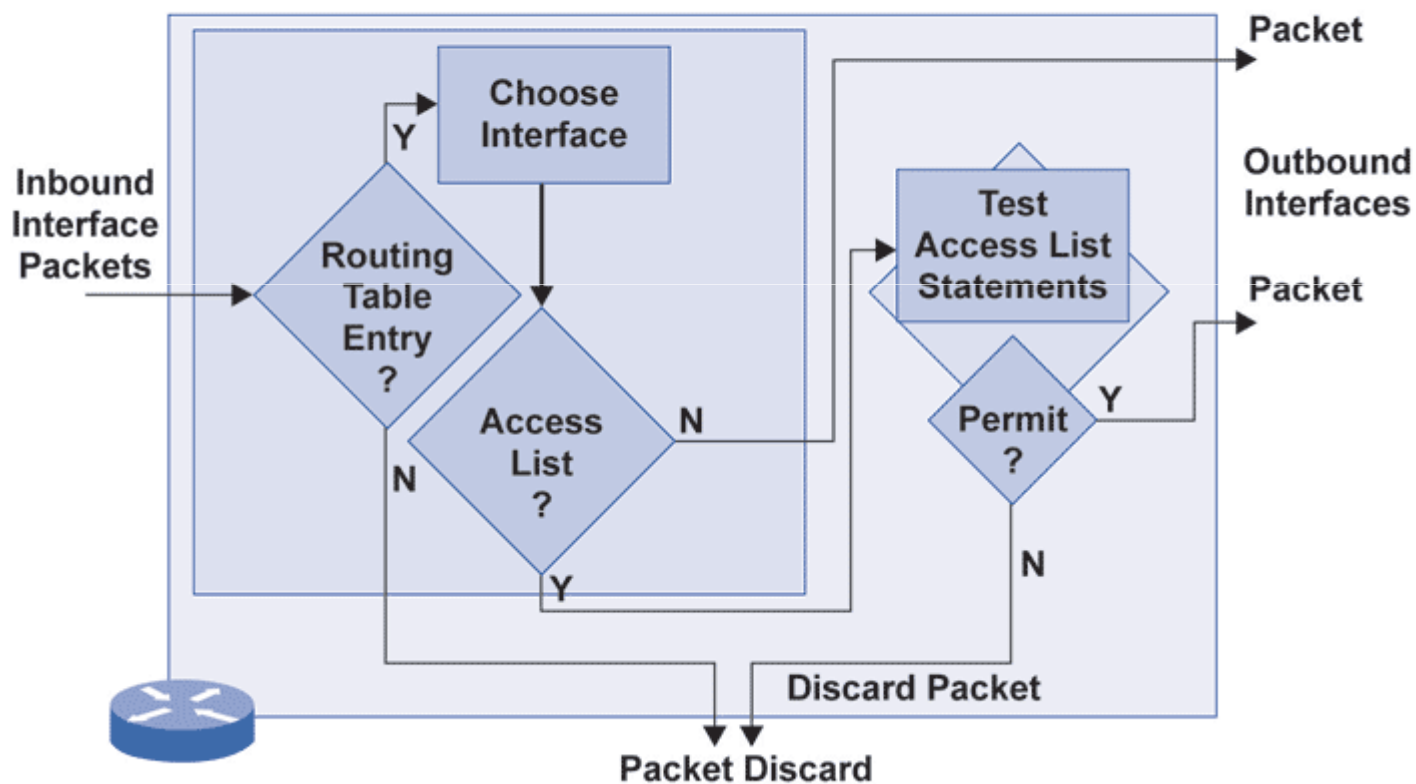 Packet
Choose
Interface
Y
Inbound
Interface
Packets
Routing
Table
Entry
?
Test
Access List
Statements
Outbound
Interfaces
Packet
Access
List
?
N
N
Y
Permit
?
Y
N
Discard Packet
Packet Discard